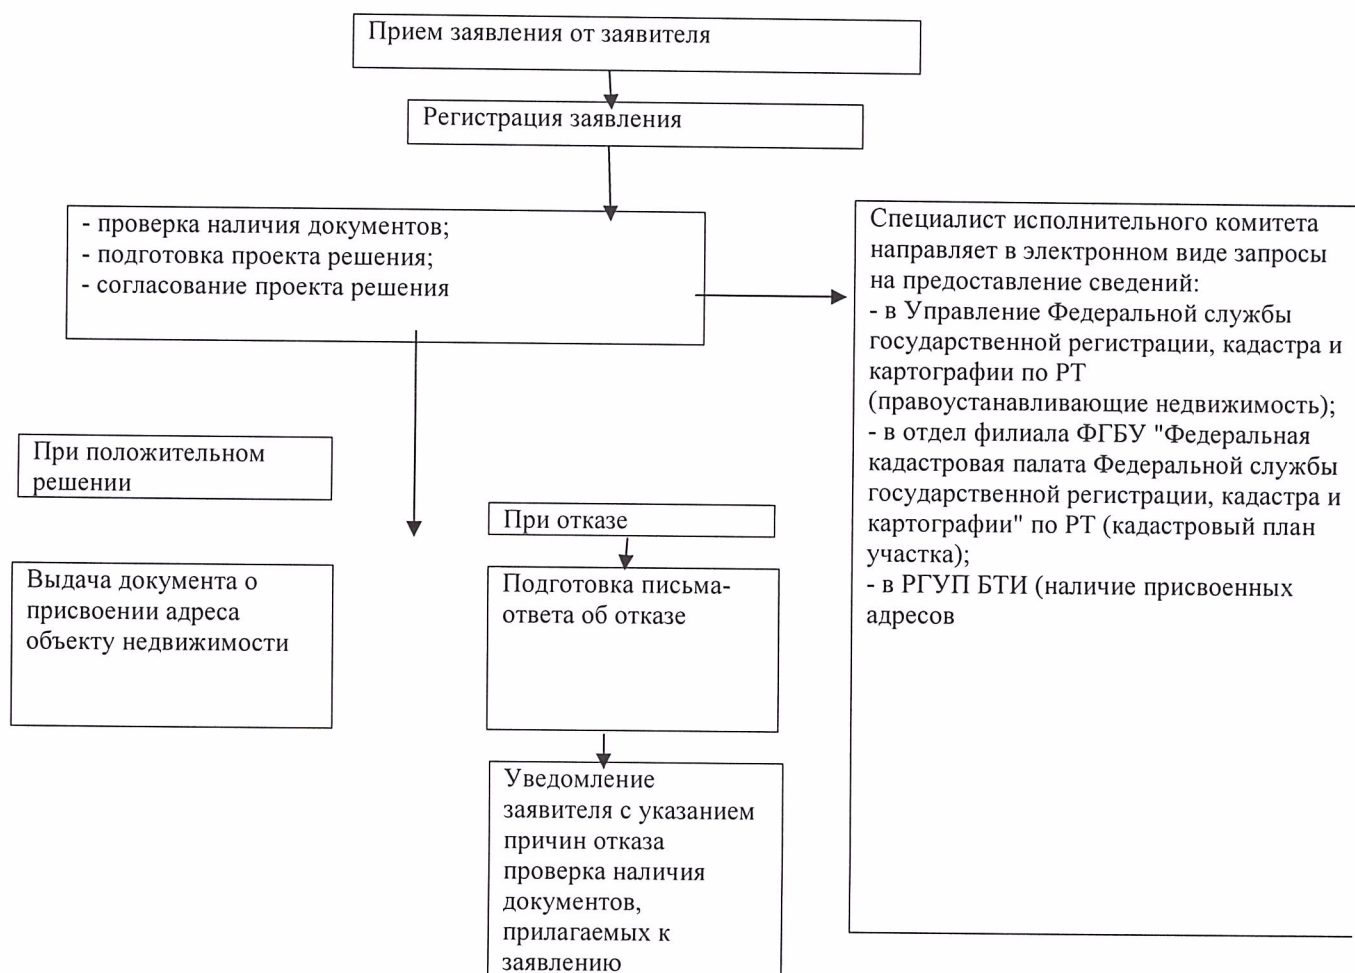 Прием заявления от заявителя
Регистрация заявления
- проверка наличия документов;
- подготовка проекта решения;
- согласование проекта решения
Специалист исполнительного комитета
направляет в электронном виде запросы
на предоставление сведений:
- в Управление Федеральной службы
государственной регистрации, кадастра и
картографии по РТ
(правоустанавливающие недвижимость);
- в отдел филиала ФГБУ "Федеральная
кадастровая палата Федеральной службы
государственной регистрации, кадастра и
картографии" по РТ (кадастровый план
участка);
- в РГУП БТИ (наличие присвоенных
адресов
При положительном
решении
Выдача документа о
присвоении адреса
объекту недвижимости
При отказе
Подготовка письма-
ответа об отказе
Уведомление
заявителя с указанием
причин отказа
проверка наличия
документов,
прилагаемых к
заявлению